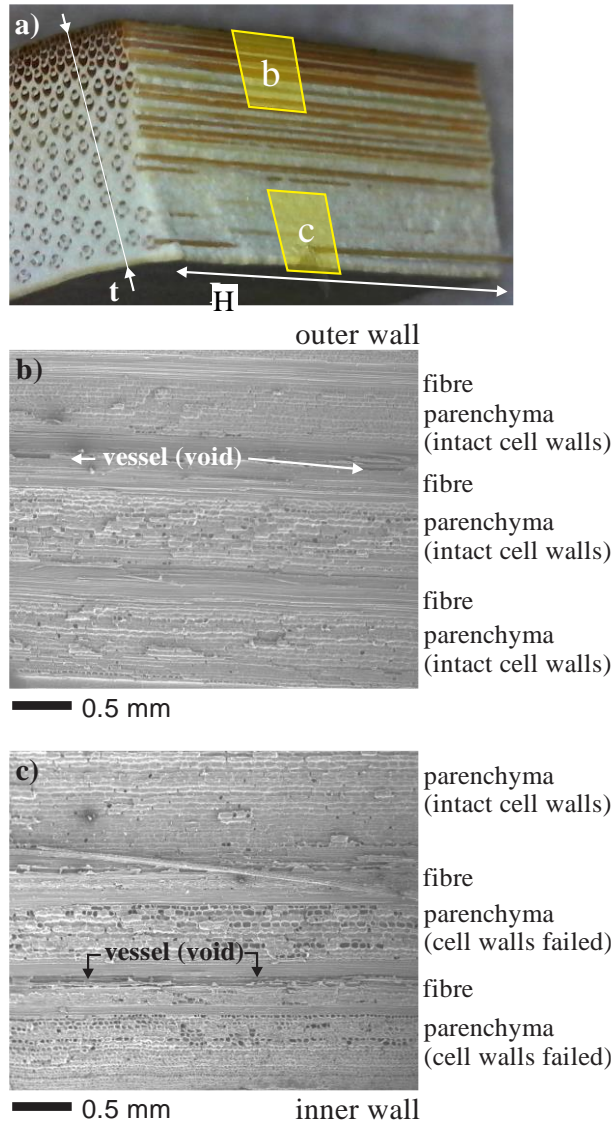 a)
b
c
t
H
outer wall
b)
fibre
parenchyma
(intact cell walls)
vessel (void)
fibre
parenchyma
(intact cell walls)
fibre
parenchyma
(intact cell walls)
0.5 mm
c)
parenchyma
(intact cell walls)
fibre
parenchyma
(cell walls failed)
vessel (void)
fibre
parenchyma
(cell walls failed)
0.5 mm
inner wall